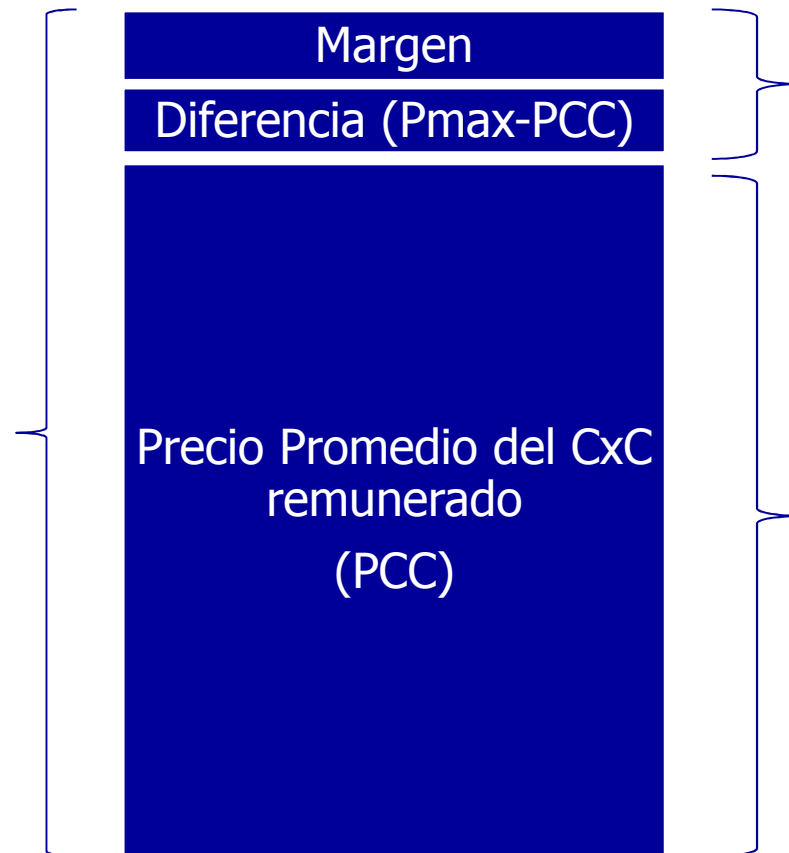 Margen
Diferencia (Pmax-PCC)
Precio Promedio del CxC
remunerado
(PCC)